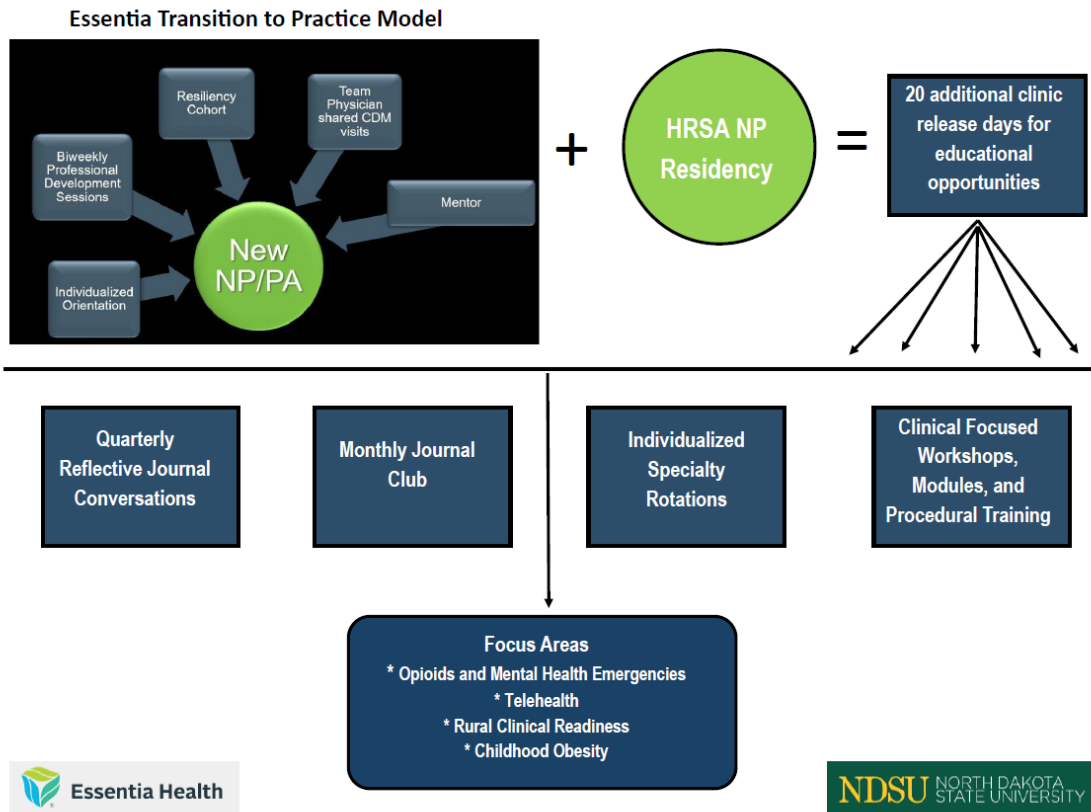 Essentia Transition to Practice Model
Resiliency
Cohort
Team
Physician
shared CDM
visits
Biweekly
Professional
Development
Sessions
Mentor
New
NP/PA
Individualized
Orientation
+
HRSA NP
Residency
=
20 additional clinic
release days for
educational
opportunities
Quarterly
Reflective Journal
Conversations
Monthly Journal
Club
Individualized
Specialty
Rotations
Clinical Focused
Workshops,
Modules, and
Procedural Training
Focus Areas
* Opioids and Mental Health Emergencies
* Telehealth
* Rural Clinical Readiness
* Childhood Obesity
Essentia Health
NDSU NORTH DAKOTA
STATE UNIVERSITY